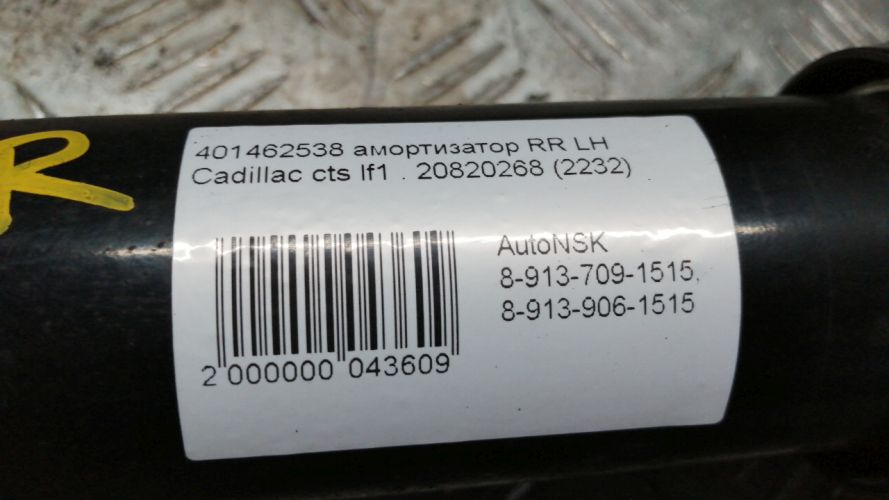 R
401462538 амортизатор RR LH
Cadillac cts lf1 . 20820268 (2232)
AutoNSK
8-913-709-1515,
8-913-906-1515
2 000000 043609